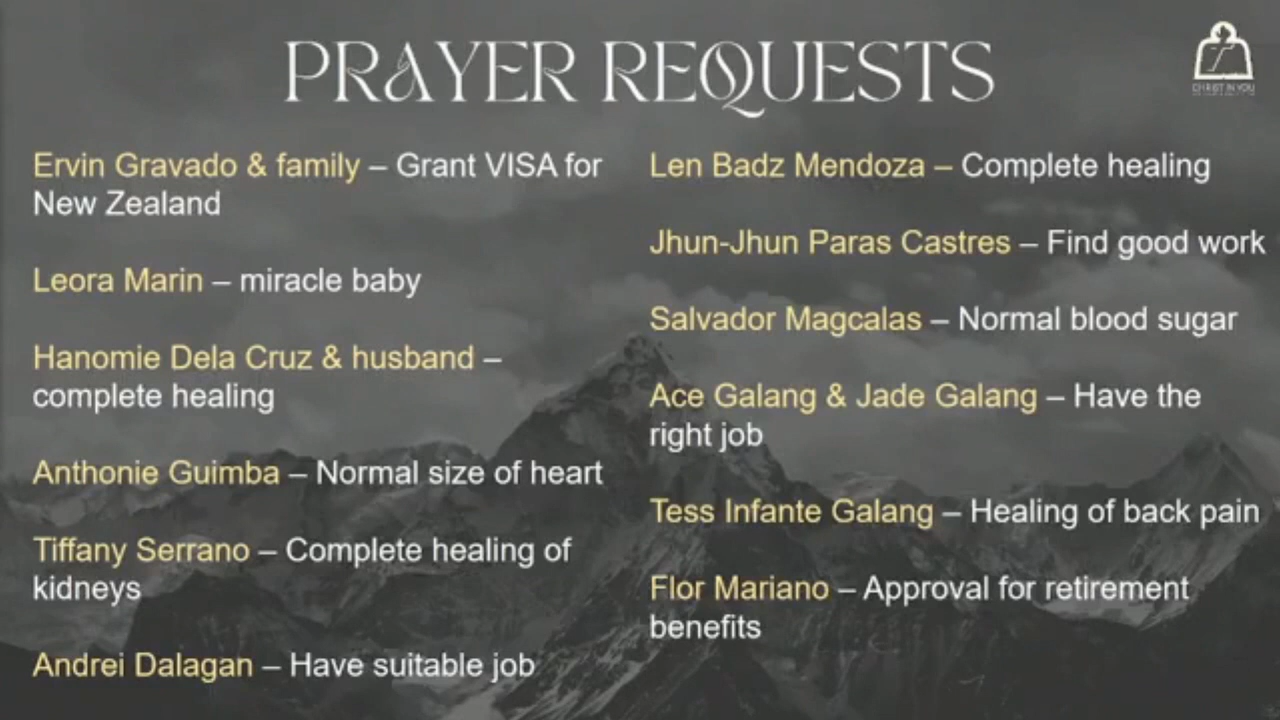 PRAYER REQUESTS
CHRIST IN YOU
Ervin Gravado & family – Grant VISA for
New Zealand
Leora Marin – miracle baby
Hanomie Dela Cruz & husband –
complete healing
Anthonie Guimba – Normal size of heart
Tiffany Serrano – Complete healing of
kidneys
Andrei Dalagan – Have suitable job
Len Badz Mendoza – Complete healing
Jhun-Jhun Paras Castres – Find good work
Salvador Magcalas – Normal blood sugar
Ace Galang & Jade Galang – Have the
right job
Tess Infante Galang – Healing of back pain
Flor Mariano – Approval for retirement
benefits